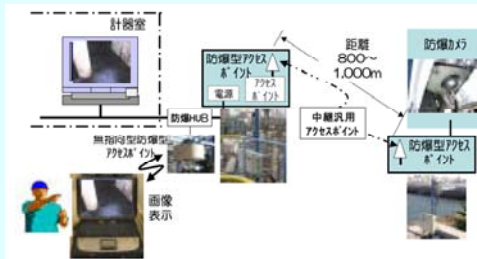 計器室
防爆型アクセス
ポイント
電源
アクセス
ポイント
防爆HUB
無指向型防爆型
アクセスポイント
画像
表示
距離
800～
1,000m
中継汎用
アクセスポイント
防爆カメラ
防爆型アクセス
ポイント